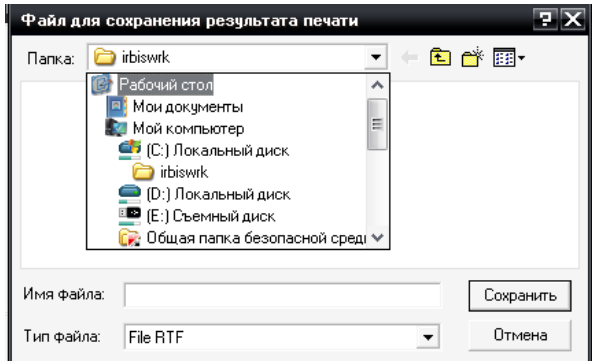 Файл для сохранения результата печати
Папка: irbiswrk
Рабочий стол
Мои документы
Мой компьютер
(C:) Локальный диск
irbiswrk
(D:) Локальный диск
(E:) Съемный диск
Общая папка безопасной среды
Имя файла:
Сохранить
Тип файла: File RTF
Отмена